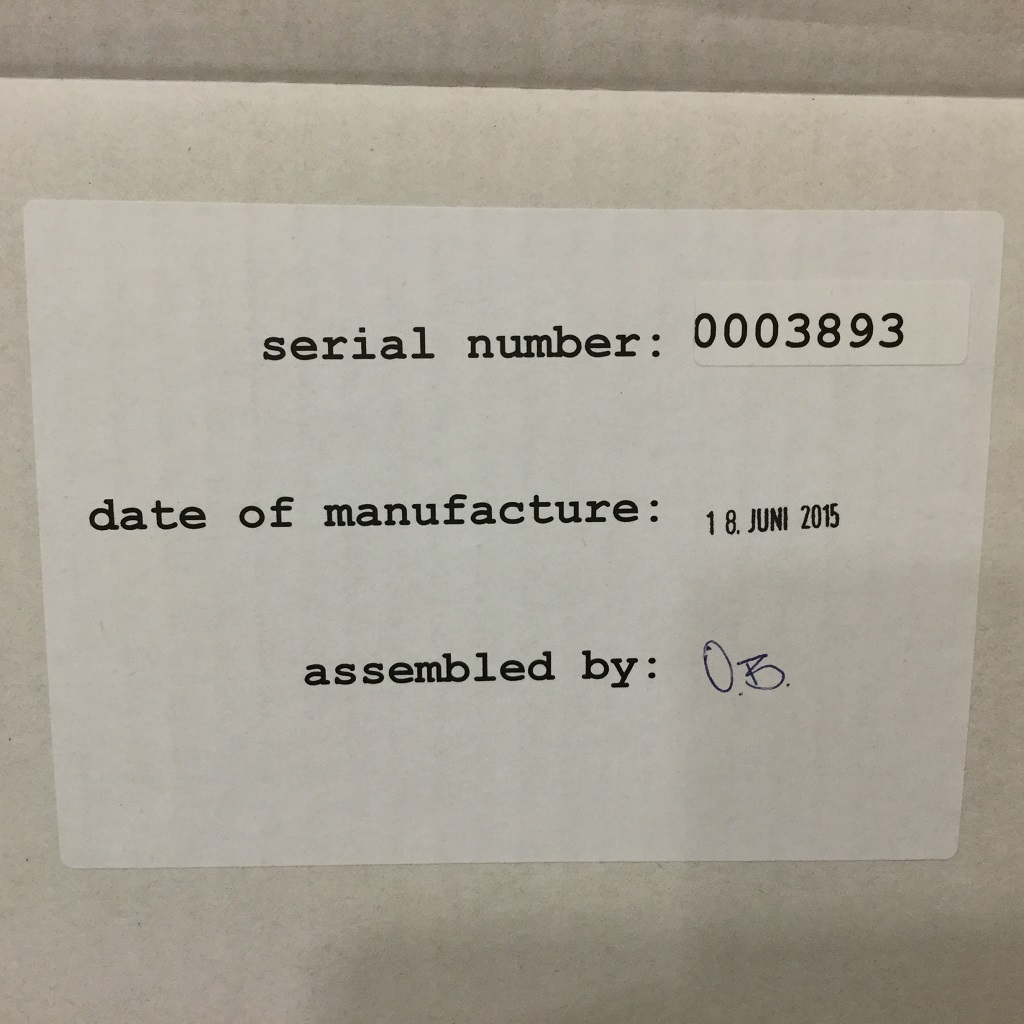 serial number: 0003893
date of manufacture: 18. JUNI 2015
assembled by: O.B.